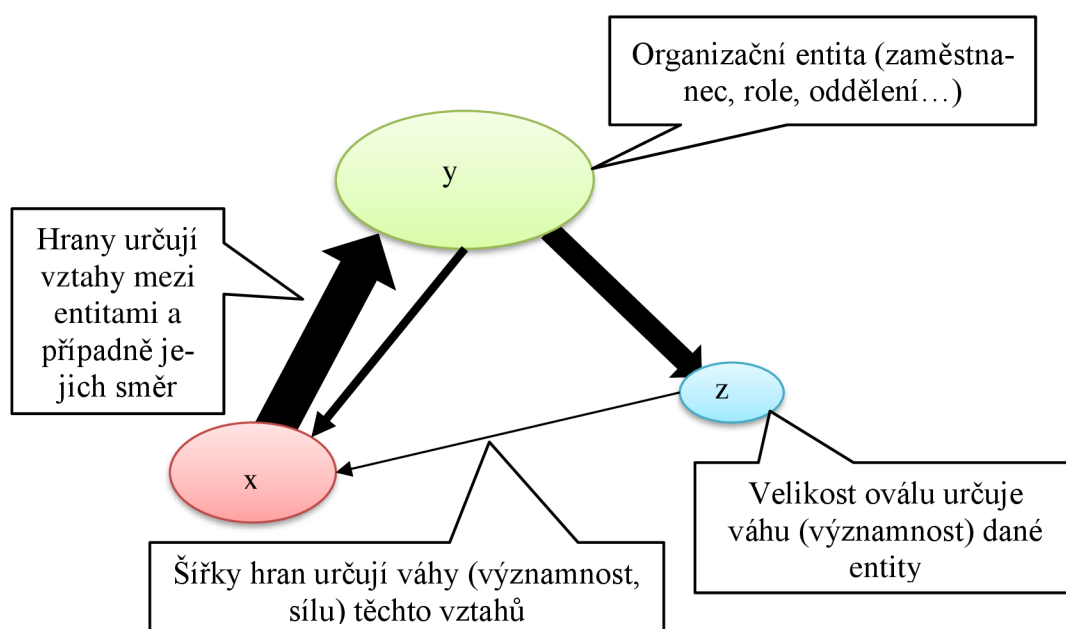 Organizační entita (zaměstna-
nec, role, oddělení…)
y
Hrany určují
vztahy mezi
entitami a
případně je-
jich směr
z
x
Velikost oválu určuje
váhu (významnost) dané
entity
Šířky hran určují váhy (významnost,
sílu) těchto vztahů